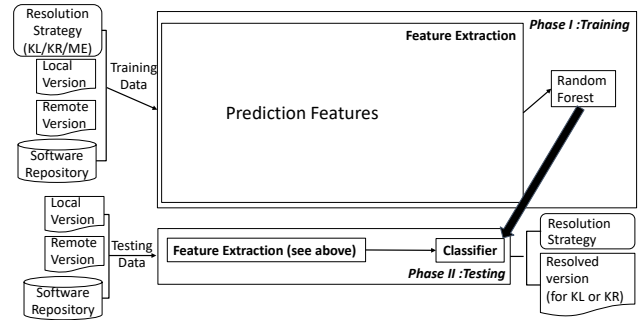 Resolution
Strategy
(KL/KR/ME)
Local
Version
Remote
Version
Software
Repository
Training
Data
Phase I :Training
Feature Extraction
Prediction Features
Random
Forest
Local
Version
Remote
Version
Software
Repository
Testing
Data
Feature Extraction (see above)
Classifier
Phase II :Testing
Resolution
Strategy
Resolved
version
(for KL or KR)